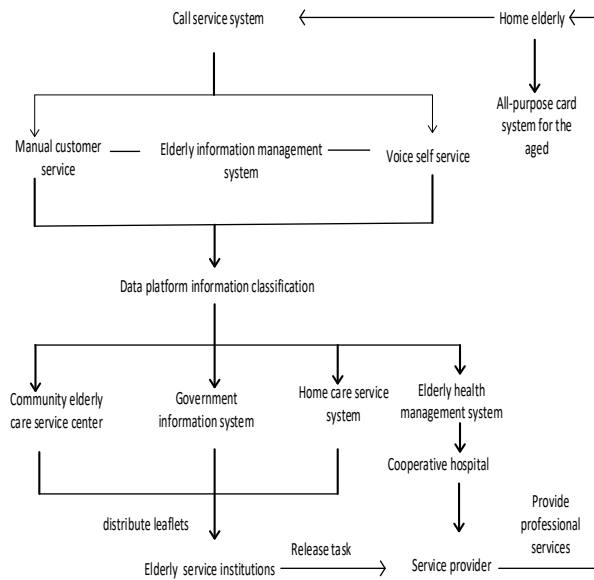 Call service system
Home elderly
All-purpose card
system for the
aged
Manual customer
service
Elderly information management
system
Voice self service
Data platform information classification
Community elderly
care service center
Government
information system
Home care service
system
Elderly health
management system
Cooperative hospital
distribute leaflets
Provide
professional
services
Elderly service institutions
Release task
Service provider